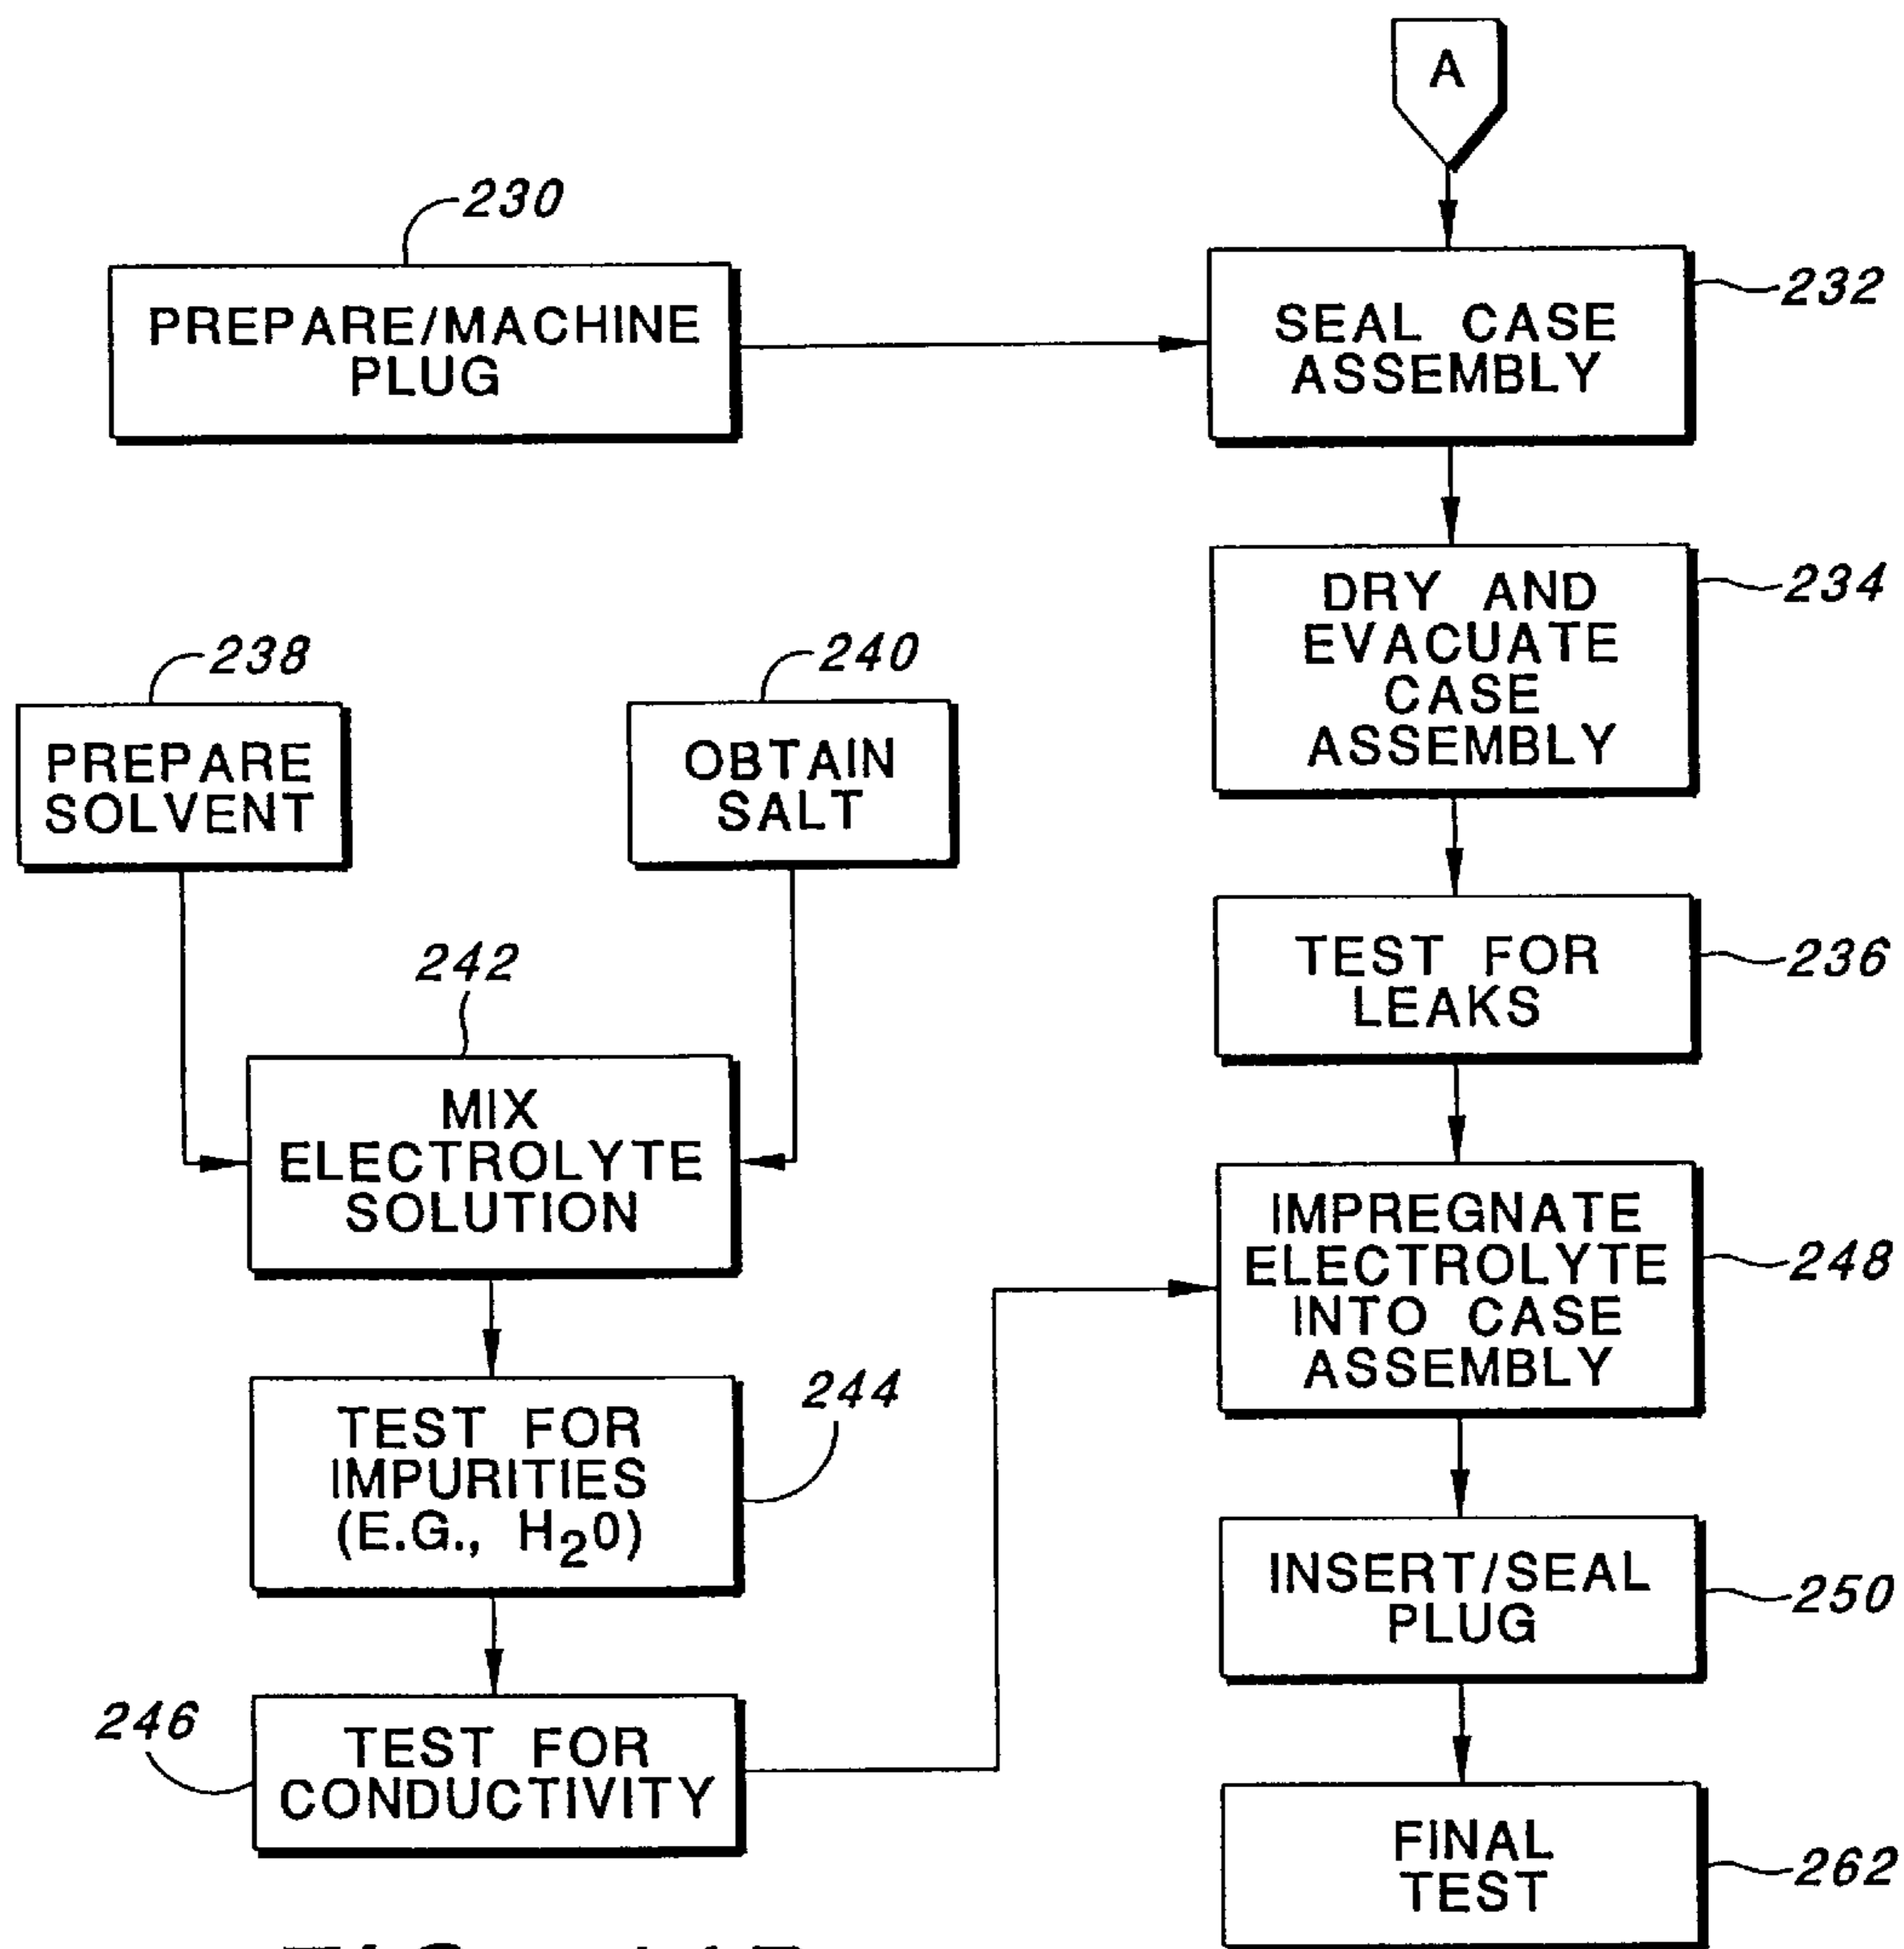 A
230
PREPARE/MACHINE
PLUG
232
SEAL CASE
ASSEMBLY
234
DRY AND
EVACUATE
CASE
ASSEMBLY
238
PREPARE
SOLVENT
240
OBTAIN
SALT
236
TEST FOR
LEAKS
242
MIX
ELECTROLYTE
SOLUTION
248
IMPREGNATE
ELECTROLYTE
INTO CASE
ASSEMBLY
244
TEST FOR
IMPURITIES
(E.G., H₂0)
250
INSERT/SEAL
PLUG
246
TEST FOR
CONDUCTIVITY
262
FINAL
TEST